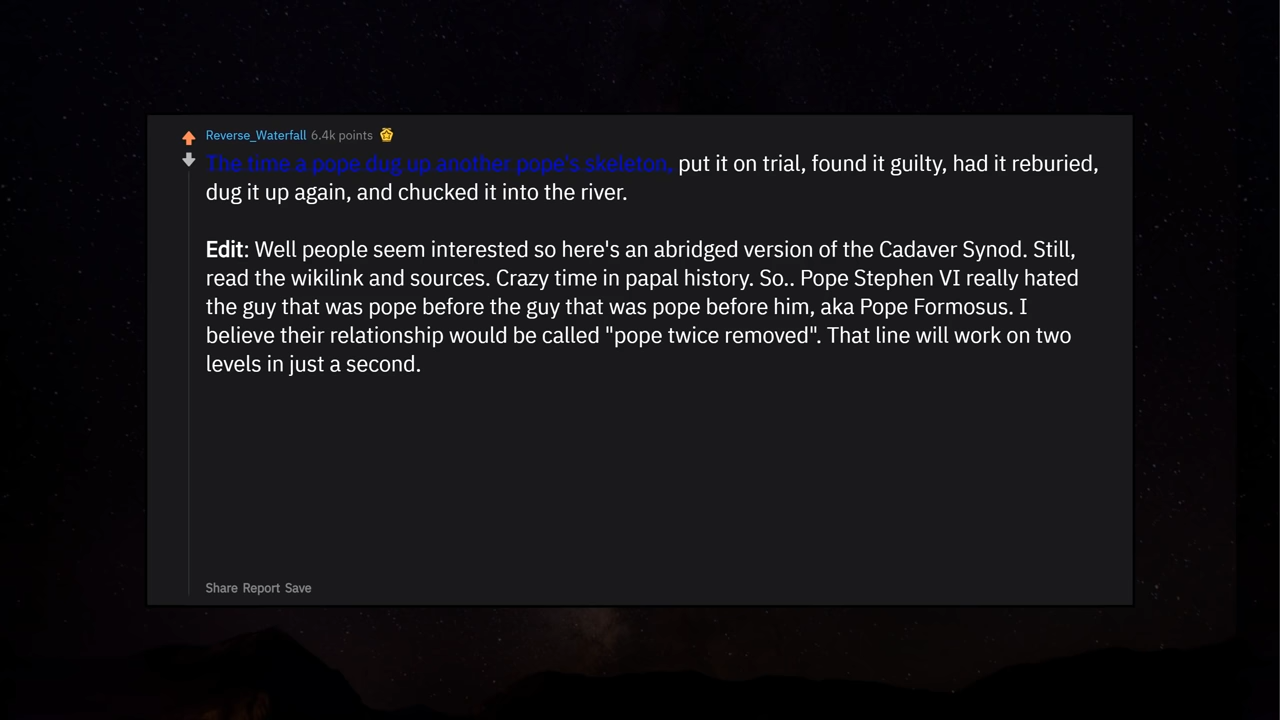 Reverse_Waterfall 6.4k points
The time a pope dug up another pope's skeleton, put it on trial, found it guilty, had it reburied,
dug it up again, and chucked it into the river.
Edit: Well people seem interested so here's an abridged version of the Cadaver Synod. Still,
read the wikilink and sources. Crazy time in papal history. So.. Pope Stephen VI really hated
the guy that was pope before the guy that was pope before him, aka Pope Formosus. I
believe their relationship would be called "pope twice removed". That line will work on two
levels in just a second.
Share Report Save